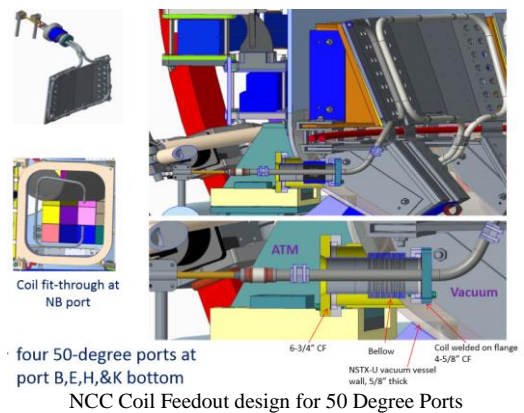 Coil fit-through at
NB port
ATM
Vacuum
6-3/4” CF
Bellow
Coil welded on flange
4-5/8” CF
NSTX-U vacuum vessel
wall, 5/8” thick
· four 50-degree ports at
port B,E,H,&K bottom
NCC Coil Feedout design for 50 Degree Ports